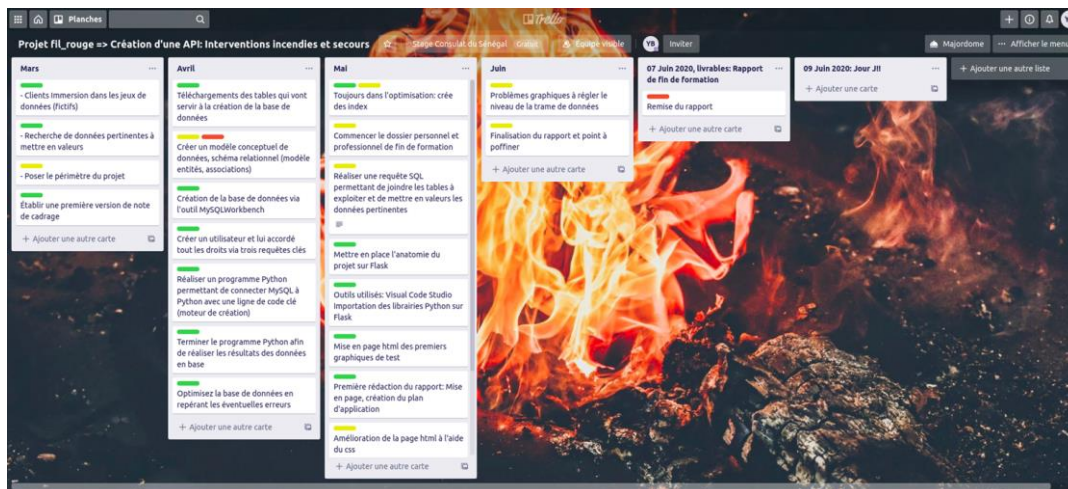 Planches
Trello
Projet fil_rouge => Création d'une API: Interventions incendies et secours
Stage Consulat du Sénégal
Gratuit
Équipe visible
YB
Inviter
Majordome
Afficher le menu
Mars
- Clients Immersion dans les jeux de
données (fictifs)
- Recherche de données pertinentes à
mettre en valeurs
- Poser le périmètre du projet
Établir une première version de note
de cadrage
+ Ajouter une autre carte
Avril
Téléchargements des tables qui vont
servir à la création de la base de
données
Créer un modèle conceptuel de
données, schéma relationnel (modèle
entités, associations)
Création de la base de données via
l'outil MySQLWorkbench
Créer un utilisateur et lui accordé
tout les droits via trois requêtes clés
Réaliser un programme Python
permettant de connecter MySQL à
Python avec une ligne de code clé
(moteur de création)
Terminer le programme Python afin
de réaliser les résultats des données
en base
Optimisez la base de données en
repérant les éventuelles erreurs
+ Ajouter une autre carte
Mai
Toujours dans l'optimisation: crée
des index
Commencer le dossier personnel et
professionnel de fin de formation
Réaliser une requête SQL
permettant de joindre les tables à
exploiter et de mettre en valeurs les
données pertinentes
Mettre en place l'anatomie du
projet sur Flask
Outils utilisés: Visual Code Studio
Importation des librairies Python sur
Flask
Mise en page html des premiers
graphiques de test
Première rédaction du rapport: Mise
en page, création du plan
d'application
Amélioration de la page html à l'aide
du css
+ Ajouter une autre carte
Juin
Problèmes graphiques à régler le
niveau de la trame de données
Finalisation du rapport et point à
poffiner
+ Ajouter une autre carte
07 Juin 2020, livrables: Rapport
de fin de formation
Remise du rapport
+ Ajouter une autre carte
09 Juin 2020: Jour J!!
+ Ajouter une carte
+ Ajouter une autre liste